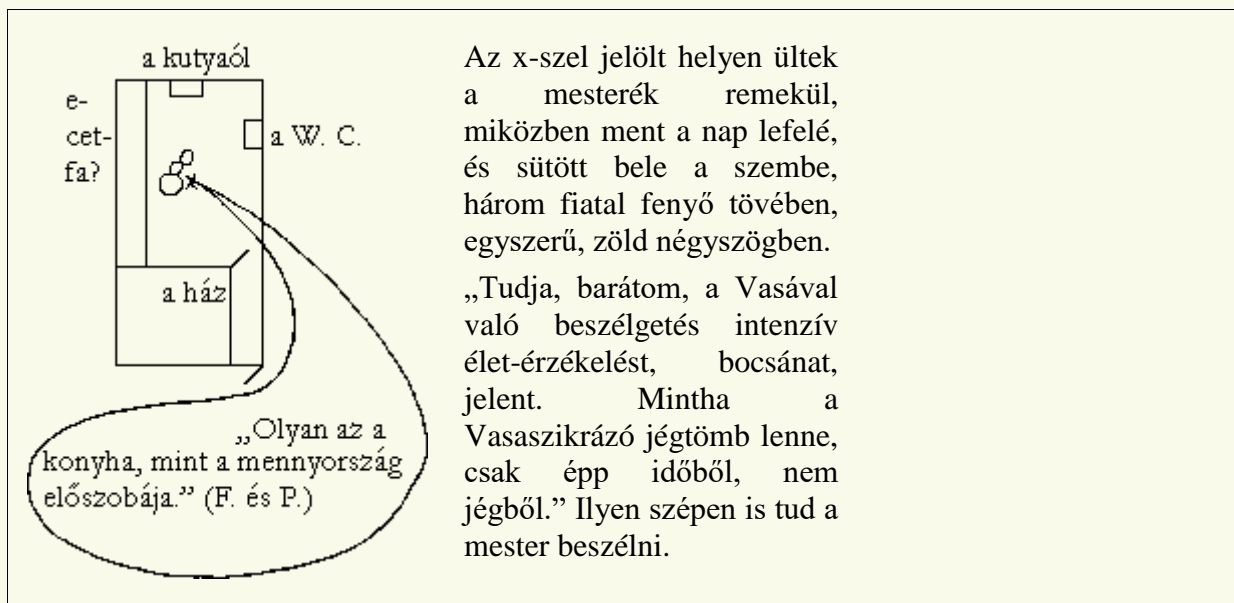 a kutyaól
e-
cet-
fa?
a W. C.
x
a ház
„Olyan az a
konyha, mint a mennyország
előszobája.” (F. és P.)
Az x-szel jelölt helyen ültek
a mesterék remekül,
miközben ment a nap lefelé,
és sütött bele a szembe,
három fiatal fenyő tövében,
egyszerű, zöld négyszögben.
„Tudja, barátom, a Vasával
való beszélgetés intenzív
élet-érzékelést, bocsánat,
jelent. Mintha a
Vasaszikrázó jégtömb lenne,
csak épp időből, nem
jégből.” Ilyen szépen is tud a
mester beszélni.